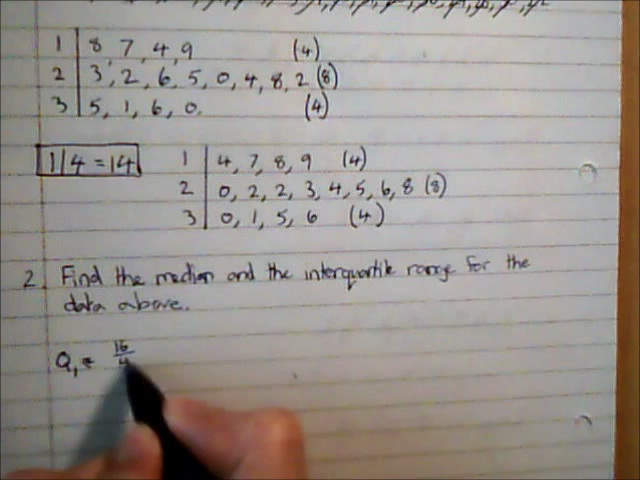 1 | 8, 7, 4, 9 (4)
2 | 3, 2, 6, 5, 0, 4, 8, 2 (8)
3 | 5, 1, 6, 0. (4)
1|4 = 14
1 | 4, 7, 8, 9 (4)
2 | 0, 2, 2, 3, 4, 5, 6, 8 (8)
3 | 0, 1, 5, 6 (4)
2. Find the median and the interquartile range for the
data above.
Q₁ = 16/4